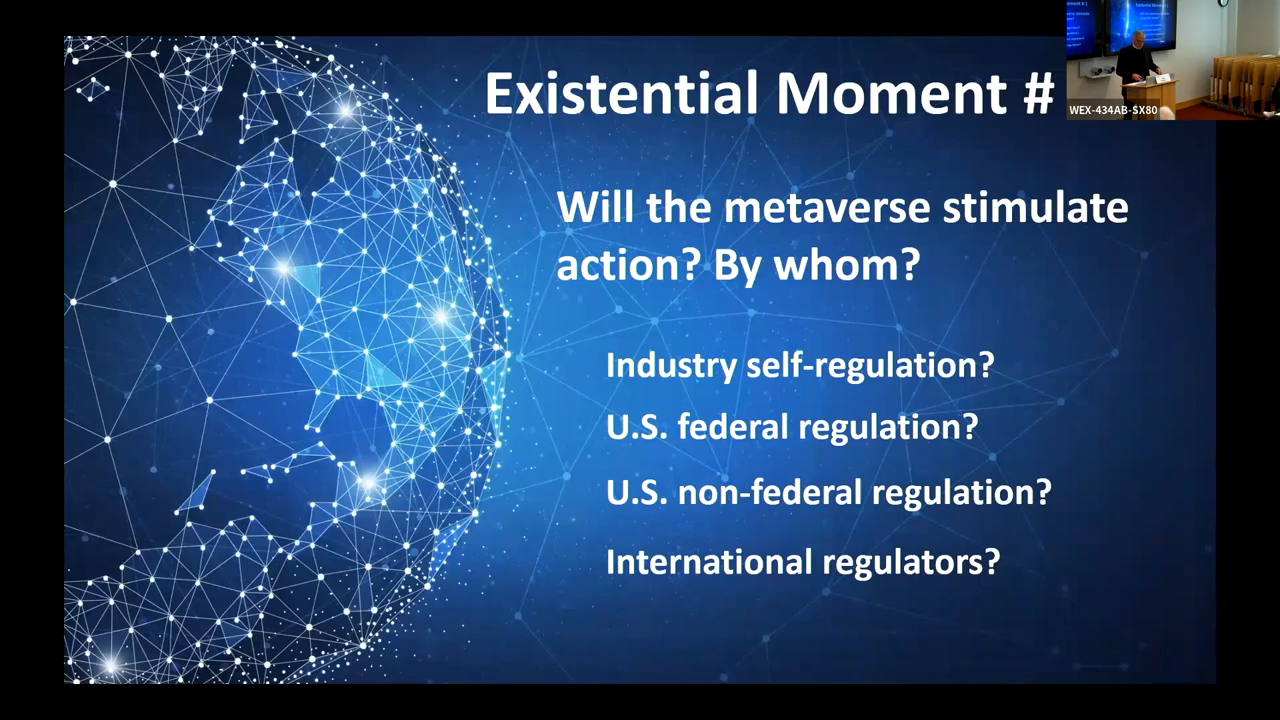 Existential Moment #
WEX-434AB-SX80
Will the metaverse stimulate
action? By whom?
Industry self-regulation?
U.S. federal regulation?
U.S. non-federal regulation?
International regulators?